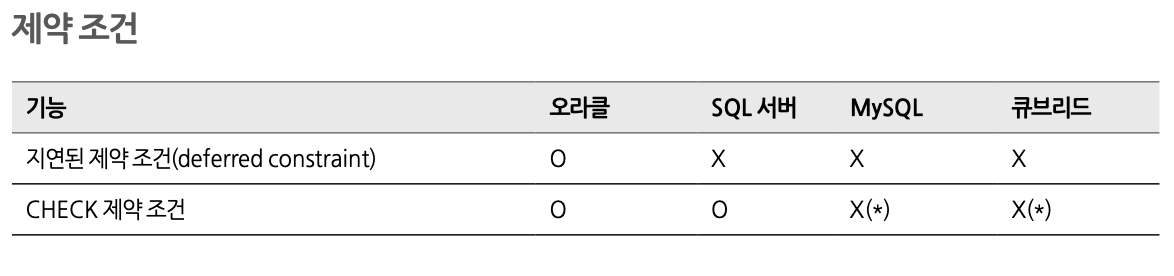 제약 조건
기능 오라클 SQL 서버 MySQL 큐브리드
지연된 제약 조건(deferred constraint) O X X X
CHECK 제약 조건 O O X(*) X(*)